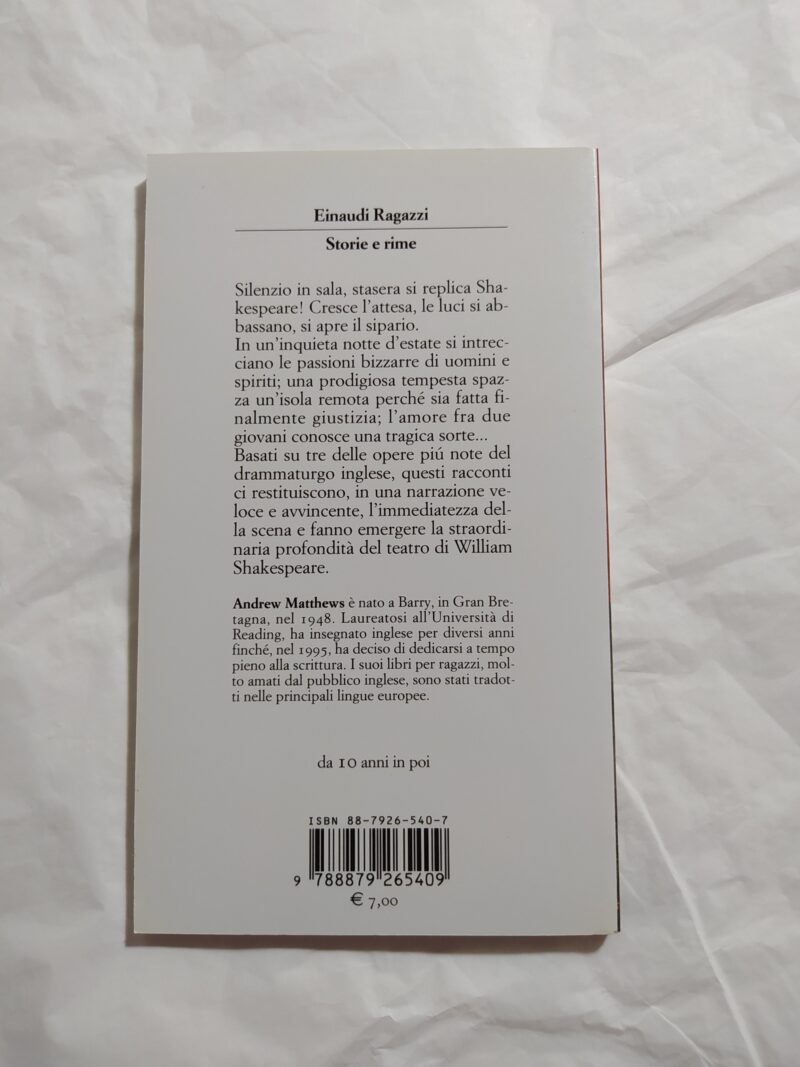 Einaudi Ragazzi
Storie e rime
Silenzio in sala, stasera si replica Sha-
kespeare! Cresce l'attesa, le luci si ab-
bassano, si apre il sipario.
In un'inquieta notte d'estate si intrec-
ciano le passioni bizzarre di uomini e
spiriti; una prodigiosa tempesta spaz-
za un'isola remota perché sia fatta fi-
nalmente giustizia; l'amore fra due
giovani conosce una tragica sorte...
Basati su tre delle opere piú note del
drammaturgo inglese, questi racconti
ci restituiscono, in una narrazione ve-
loce e avvincente, l'immediatezza del-
la scena e fanno emergere la straordi-
naria profondità del teatro di William
Shakespeare.
Andrew Matthews è nato a Barry, in Gran Bre-
tagna, nel 1948. Laureatosi all'Università di
Reading, ha insegnato inglese per diversi anni
finché, nel 1995, ha deciso di dedicarsi a tempo
pieno alla scrittura. I suoi libri per ragazzi, mol-
to amati dal pubblico inglese, sono stati tradot-
ti nelle principali lingue europee.
da 10 anni in poi
ISBN 88-7926-540-7
9 788879 265409
€ 7,00